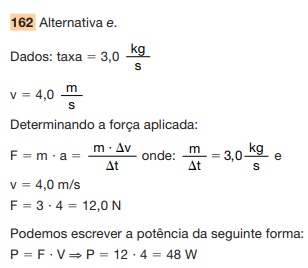 162 Alternativa e.
Dados: taxa = 3,0 kg/s
v = 4,0 m/s
Determinando a força aplicada:
F = m · a = m · Δv/Δt onde: m/Δt = 3,0 kg/s e
v = 4,0 m/s
F = 3 · 4 = 12,0 N
Podemos escrever a potência da seguinte forma:
P = F · V ⇒ P = 12 · 4 = 48 W